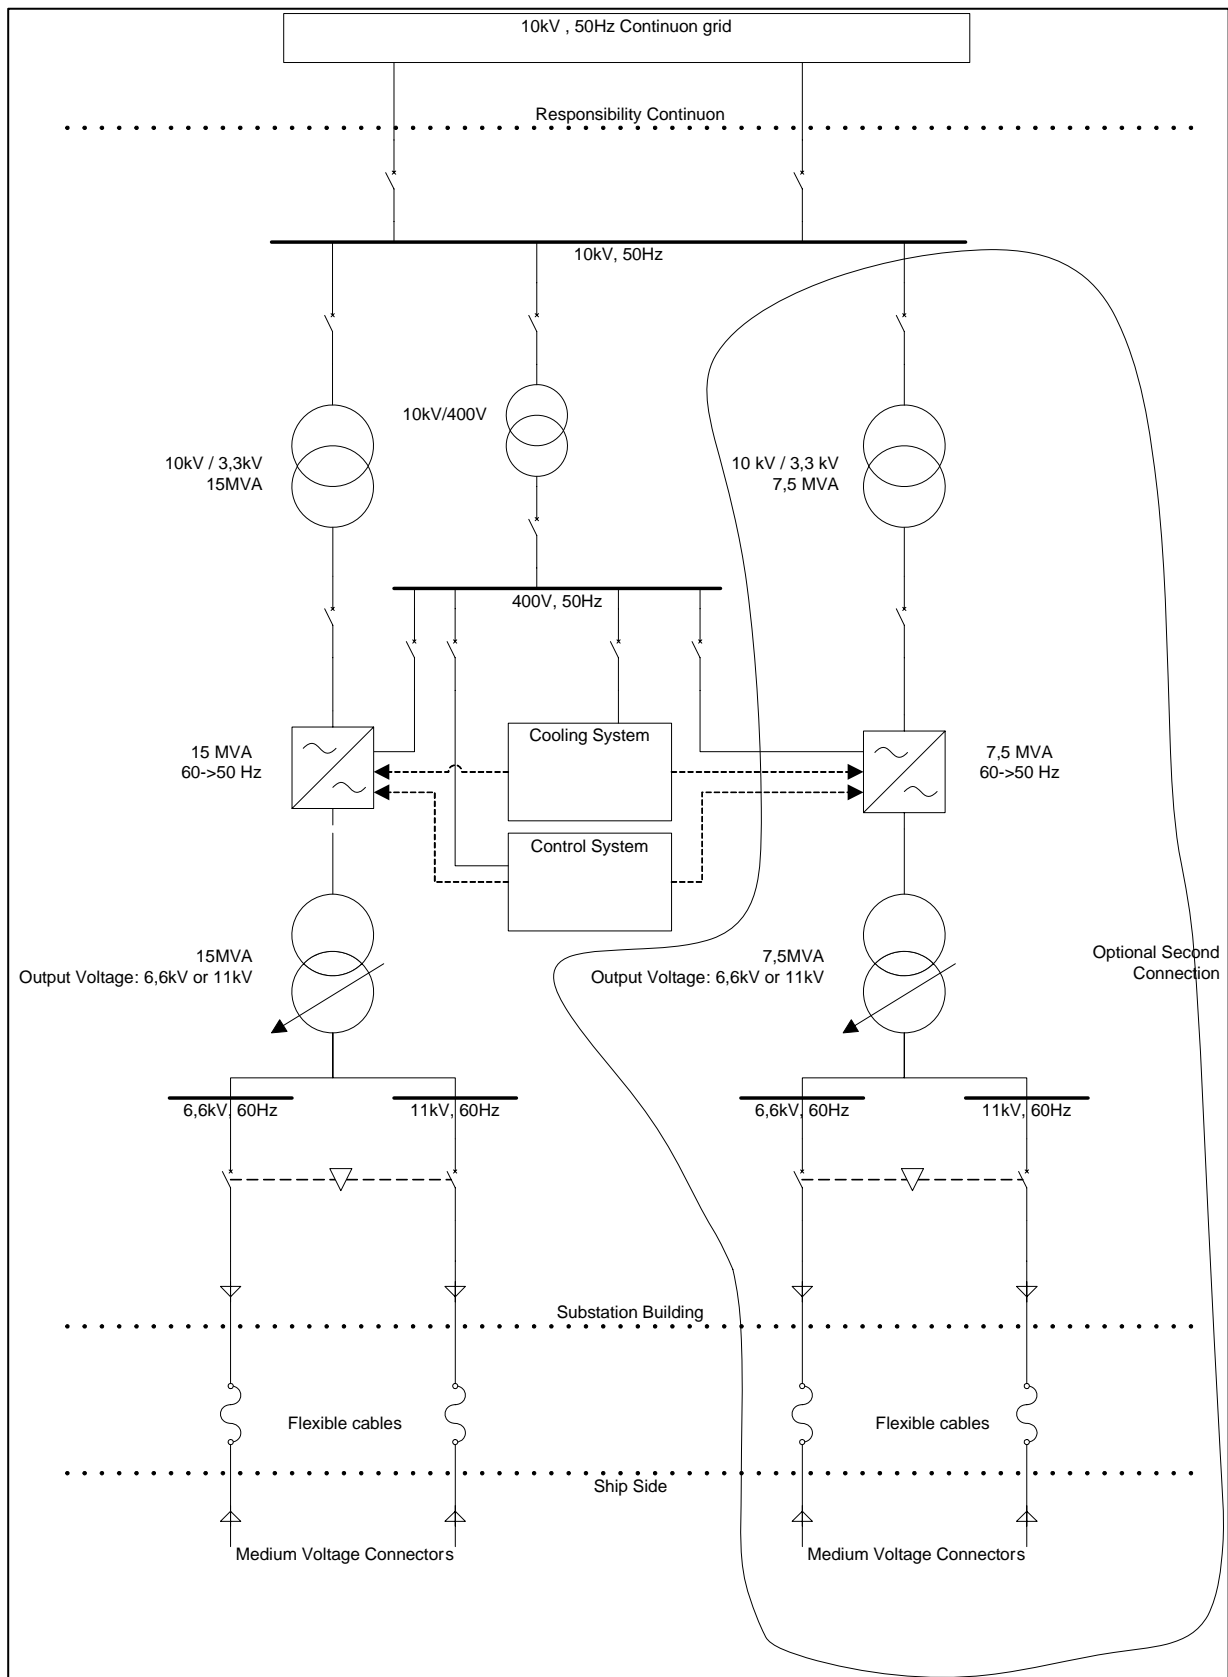 10kV , 50Hz Continuon grid
Responsibility Continuon
10kV, 50Hz
10kV/400V
10kV / 3,3kV
15MVA
10 kV / 3,3 kV
7,5 MVA
400V, 50Hz
Cooling System
15 MVA
60->50 Hz
7,5 MVA
60->50 Hz
Control System
15MVA
Output Voltage: 6,6kV or 11kV
7,5MVA
Output Voltage: 6,6kV or 11kV
Optional Second
Connection
6,6kV, 60Hz
11kV, 60Hz
6,6kV, 60Hz
11kV, 60Hz
Substation Building
Flexible cables
Flexible cables
Ship Side
Medium Voltage Connectors
Medium Voltage Connectors